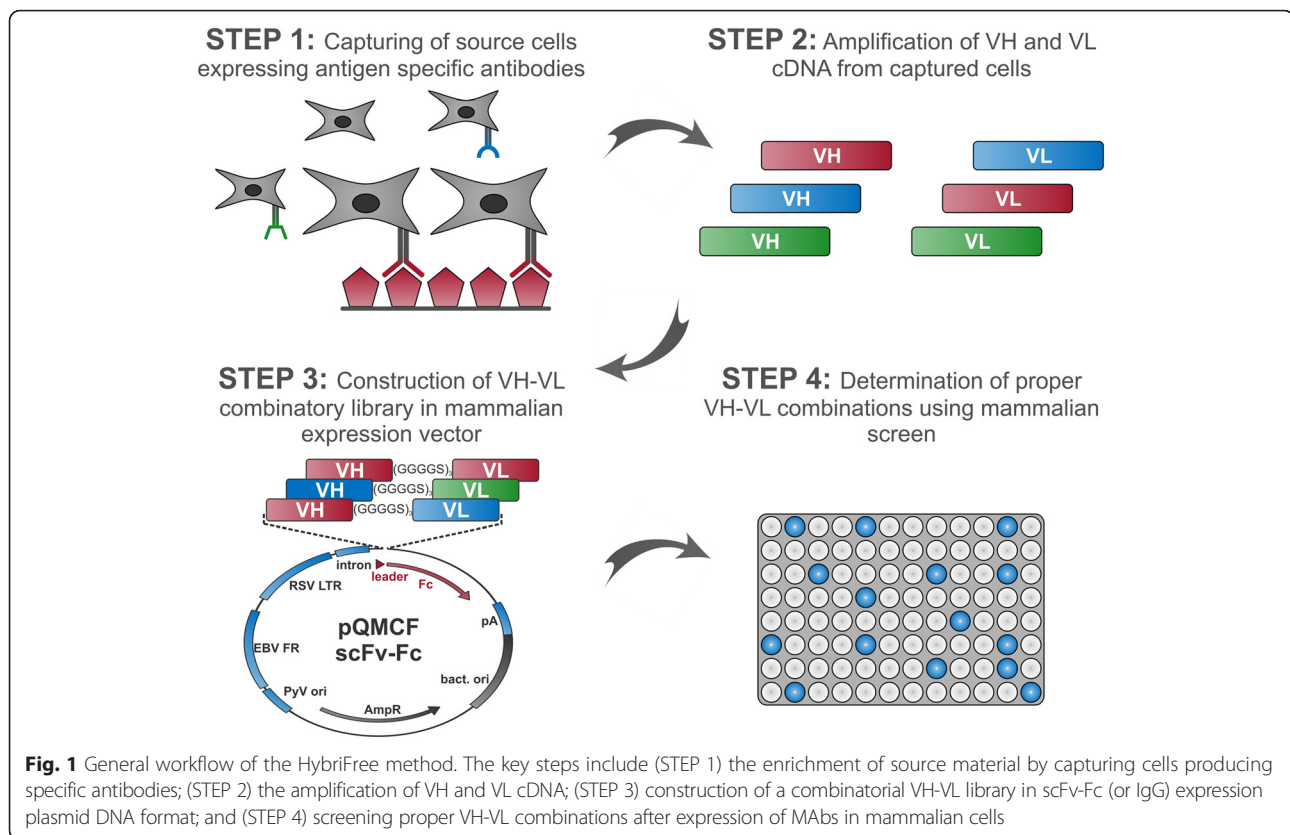 STEP 1: Capturing of source cells
expressing antigen specific antibodies
STEP 2: Amplification of VH and VL
cDNA from captured cells
VH
VL
VH
VL
VH
VL
STEP 3: Construction of VH-VL
combinatory library in mammalian
expression vector
VH (GGGGS)₃ VL
VH (GGGGS)₃ VL
VH (GGGGS)₃ VL
intron
leader
Fc
RSV LTR
pA
pQMCF
scFv-Fc
EBV FR
bact. ori
PyV ori
AmpR
STEP 4: Determination of proper
VH-VL combinations using mammalian
screen
Fig. 1 General workflow of the HybriFree method. The key steps include (STEP 1) the enrichment of source material by capturing cells producing
specific antibodies; (STEP 2) the amplification of VH and VL cDNA; (STEP 3) construction of a combinatorial VH-VL library in scFv-Fc (or IgG) expression
plasmid DNA format; and (STEP 4) screening proper VH-VL combinations after expression of MAbs in mammalian cells